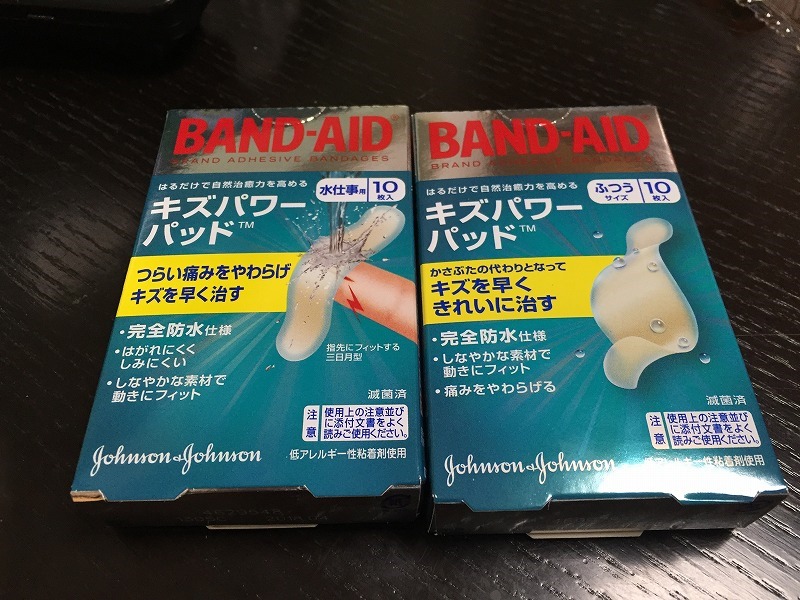 BAND-AID
BRAND ADHESIVE BANDAGES
はるだけで自然治癒力を高める
水仕事用
10枚入
キズパワー
パッド™
つらい痛みをやわらげ
キズを早く治す
・完全防水仕様
・はがれにくく
しみにくい
・しなやかな素材で
動きにフィット
指先にフィットする
三日月型
滅菌済
注意
使用上の注意並び
に添付文書をよく
読みご使用ください。
Johnson&Johnson
低アレルギー性粘着剤使用
BAND-AID
BRAND BANDAGES
はるだけで自然治癒力を高める
ふつう
サイズ
10枚入
キズパワー
パッド™
かさぶたの代わりとなって
キズを早く
きれいに治す
・完全防水仕様
・しなやかな素材で
動きにフィット
・痛みをやわらげる
滅菌済
注意
使用上の注意並び
に添付文書をよく
読みご使用ください。
Johnson&Johnson
低アレルギー性粘着剤使用